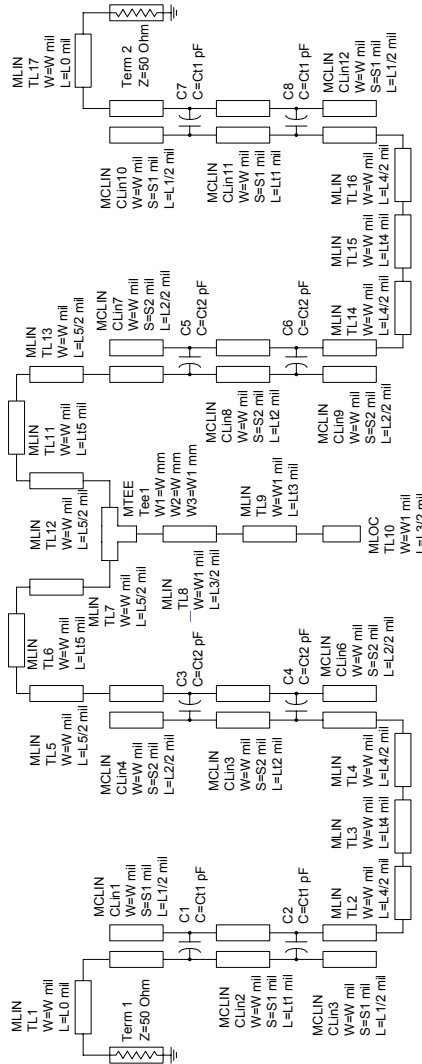 MLIN
TL1
W=W mil
L=L0 mil
Term 1
Z=50 Ohm
MCLIN
CLin1
W=W mil
S=S1 mil
L=L1/2 mil
C1
C=Ct1 pF
MCLIN
CLin2
W=W mil
S=S1 mil
L=Lt1 mil
C2
C=Ct1 pF
MCLIN
CLin3
W=W mil
S=S1 mil
L=L1/2 mil
MLIN
TL2
W=W mil
L=L4/2 mil
MLIN
TL3
W=W mil
L=Lt4 mil
MLIN
TL4
W=W mil
L=L4/2 mil
MLIN
TL5
W=W mil
L=L5/2 mil
MLIN
TL6
W=W mil
L=Lt5 mil
MLIN
TL7
W=W mil
L=L5/2 mil
MCLIN
CLin4
W=W mil
S=S2 mil
L=L2/2 mil
C3
C=Ct2 pF
MCLIN
CLin3
W=W mil
S=S2 mil
L=Lt2 mil
C4
C=Ct2 pF
MCLIN
CLin6
W=W mil
S=S2 mil
L=L2/2 mil
MLIN
TL8
W=W1 mil
L=L3/2 mil
MTEE
Tee1
W1=W mm
W2=W mm
W3=W1 mm
MLIN
TL9
W=W1 mil
L=Lt3 mil
MLOC
TL10
W=W1 mil
L=L3/2 mil
MLIN
TL12
W=W mil
L=L5/2 mil
MLIN
TL11
W=W mil
L=Lt5 mil
MLIN
TL13
W=W mil
L=L5/2 mil
MCLIN
CLin7
W=W mil
S=S2 mil
L=L2/2 mil
C5
C=Ct2 pF
MCLIN
CLin8
W=W mil
S=S2 mil
L=Lt2 mil
C6
C=Ct2 pF
MCLIN
CLin9
W=W mil
S=S2 mil
L=L2/2 mil
MLIN
TL14
W=W mil
L=L4/2 mil
MLIN
TL15
W=W mil
L=Lt4 mil
MLIN
TL16
W=W mil
L=L4/2 mil
MLIN
TL17
W=W mil
L=L0 mil
Term 2
Z=50 Ohm
MCLIN
CLin10
W=W mil
S=S1 mil
L=L1/2 mil
C7
C=Ct1 pF
MCLIN
CLin11
W=W mil
S=S1 mil
L=Lt1 mil
C8
C=Ct1 pF
MCLIN
CLin12
W=W mil
S=S1 mil
L=L1/2 mil